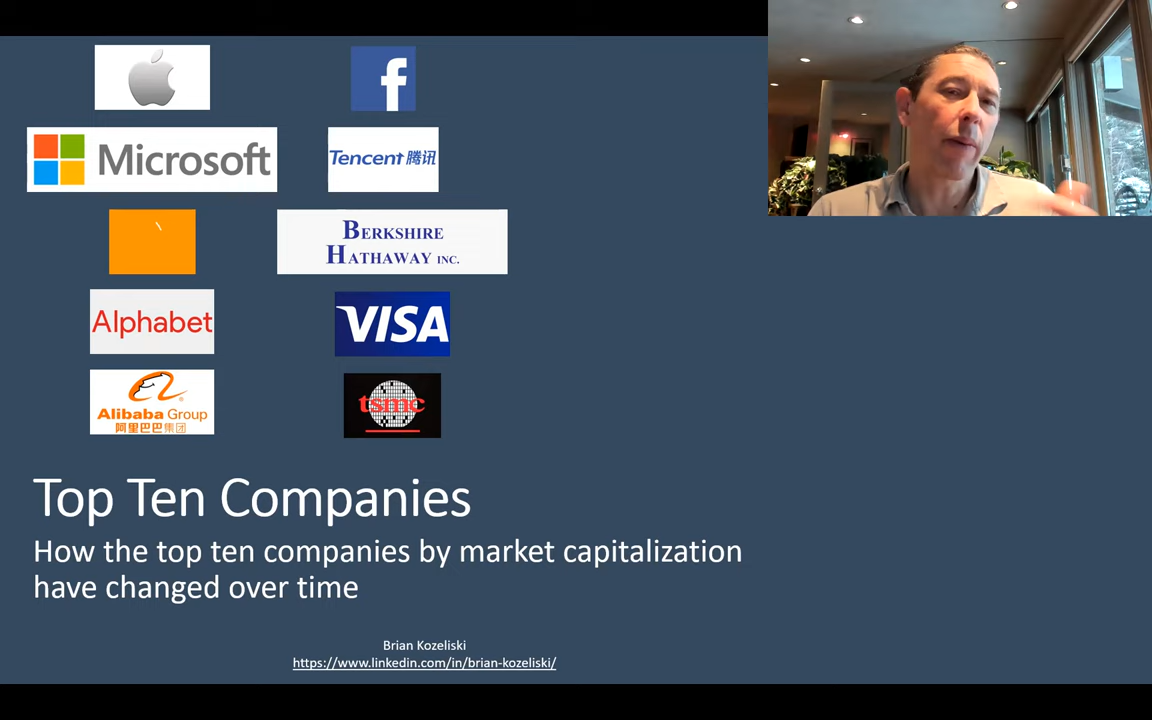 f
Microsoft
Tencent 腾讯
BERKSHIRE
HATHAWAY INC.
Alphabet
VISA
Alibaba Group
阿里巴巴集团
tsmc
Top Ten Companies
How the top ten companies by market capitalization
have changed over time
Brian Kozeliski
https://www.linkedin.com/in/brian-kozeliski/